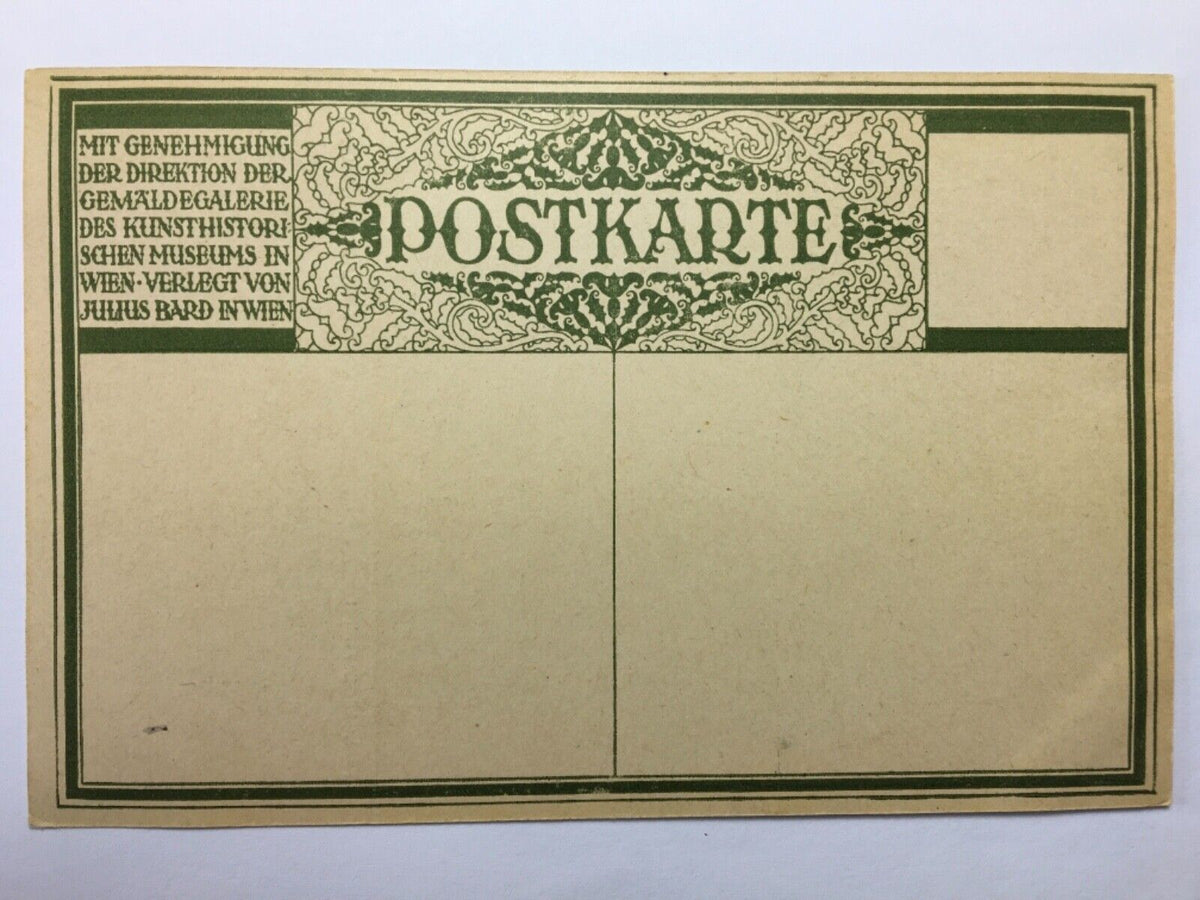 MIT GENEHMIGUNG
DER DIREKTION DER
GEMÄLDEGALERIE
DES KUNSTHISTORI-
SCHEN MUSEUMS IN
WIEN · VERLEGT VON
JULIUS BARD IN WIEN
POSTKARTE